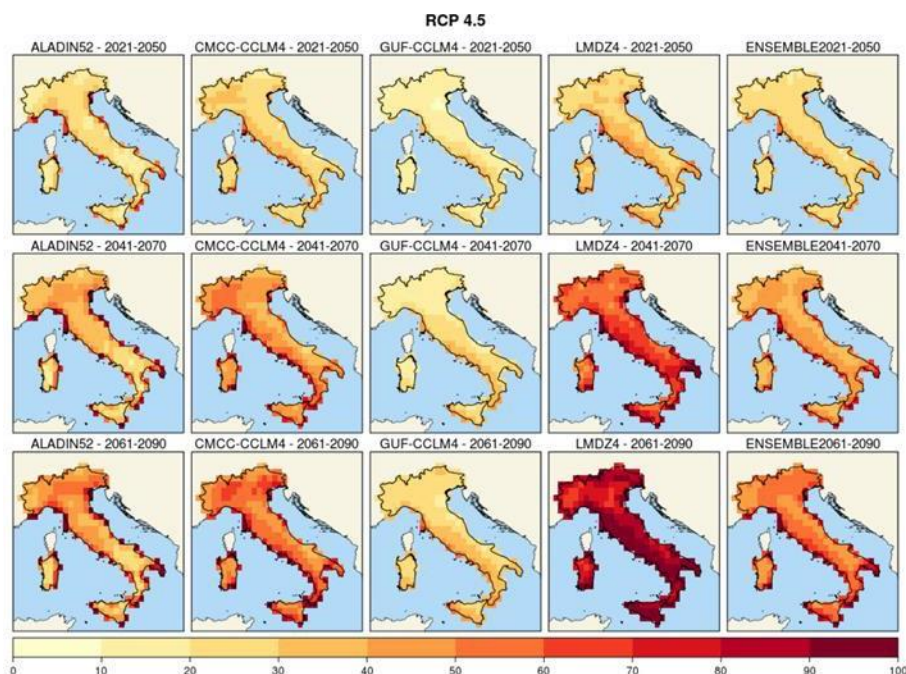 RCP 4.5
ALADIN52 - 2021-2050 CMCC-CCLM4 - 2021-2050 GUF-CCLM4 - 2021-2050 LMDZ4 - 2021-2050 ENSEMBLE2021-2050
ALADIN52 - 2041-2070 CMCC-CCLM4 - 2041-2070 GUF-CCLM4 - 2041-2070 LMDZ4 - 2041-2070 ENSEMBLE2041-2070
ALADIN52 - 2061-2090 CMCC-CCLM4 - 2061-2090 GUF-CCLM4 - 2061-2090 LMDZ4 - 2061-2090 ENSEMBLE2061-2090
0 10 20 30 40 50 60 70 80 90 100